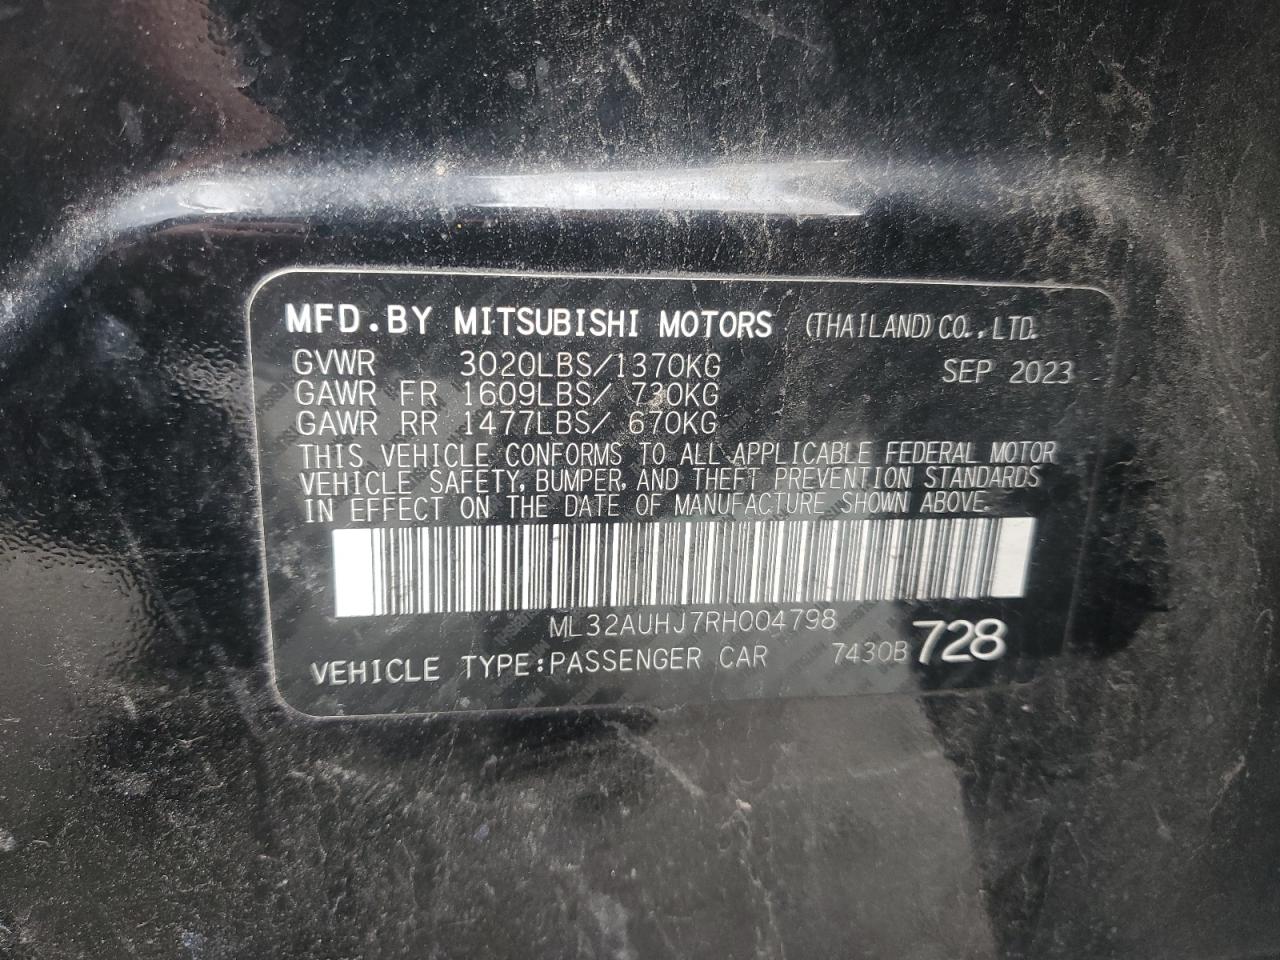 MFD.BY MITSUBISHI MOTORS (THAILAND)CO.,LTD.
GVWR 3020LBS/1370KG SEP 2023
GAWR FR 1609LBS/ 730KG
GAWR RR 1477LBS/ 670KG
THIS VEHICLE CONFORMS TO ALL APPLICABLE FEDERAL MOTOR
VEHICLE SAFETY, BUMPER, AND THEFT PREVENTION STANDARDS
IN EFFECT ON THE DATE OF MANUFACTURE SHOWN ABOVE.
ML32AUHJ7RH004798
VEHICLE TYPE:PASSENGER CAR 7430B728